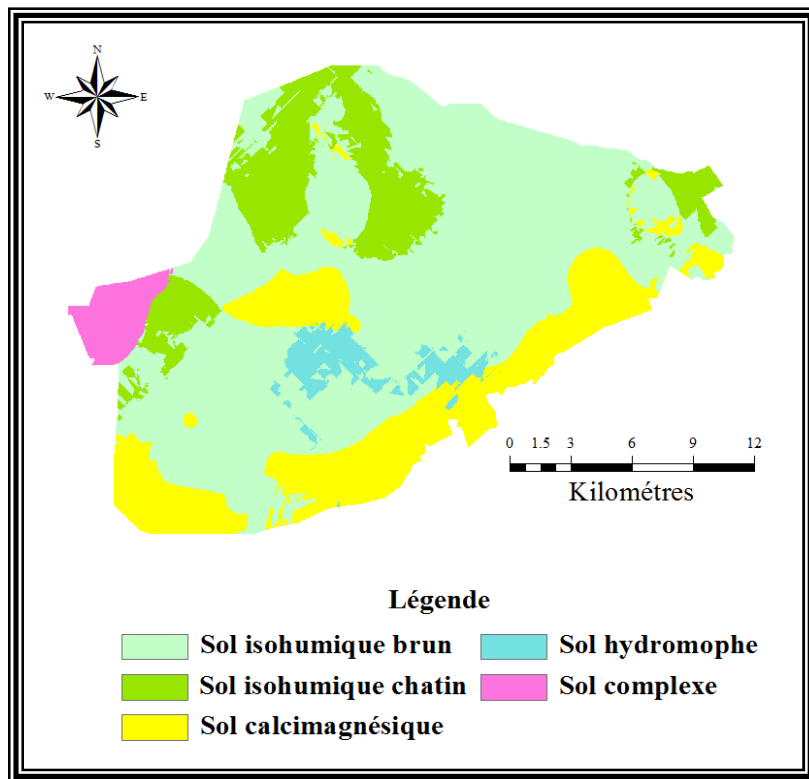 N
W E
S
0 1.5 3 6 9 12
Kilométres
Légende
Sol isohumique brun
Sol hydromophe
Sol isohumique chatin
Sol complexe
Sol calcimagnésique